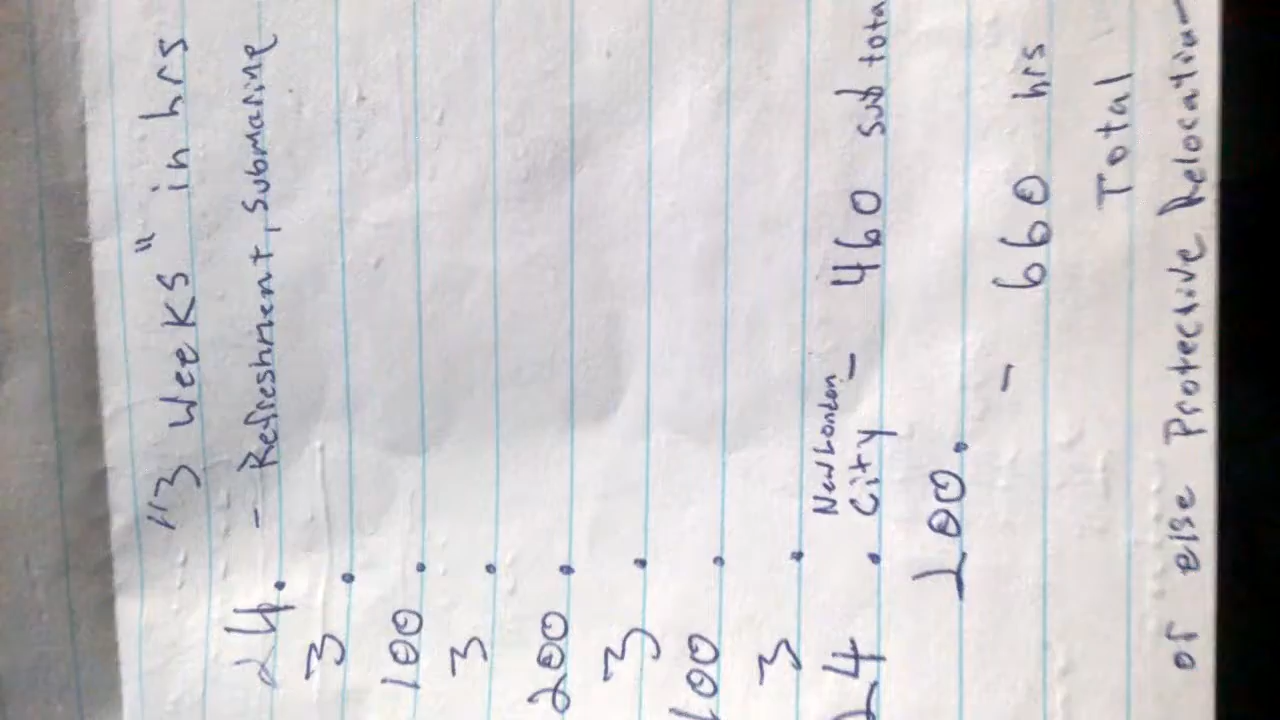 "3 weeks" in hrs
24. - Refreshment, Submarine
3.
100.
3.
200.
3.
100.
3.
24. New London City - 460 sub total
200.
- 660 hrs
Total
of else Protective Relocation